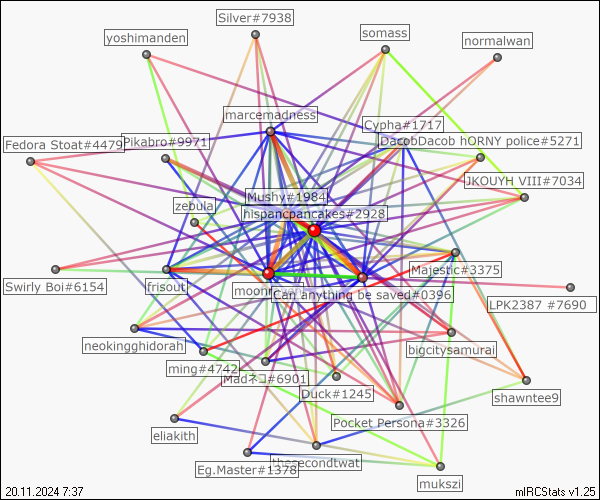 Silver#7938
yoshimanden
somass
normalwan
marcemadness
Cypha#1717
Fedora Stoat#4479
Pikabro#9971
DacobDacob hORNY police#5271
JKOUYH VIII#7034
Mushy#1984
zebula
hispancpancakes#2928
Majestic#3375
Swirly Boi#6154
frisout
Can anything be saved#0396
LPK2387 #7690
neokingghidorah
bigcitysamurai
ming#4742
Madネコ#6901
Duck#1245
shawntee9
Pocket Persona#3326
eliakith
thesecondtwat
Eg.Master#1378
mukszi
20.11.2024 7:37
mIRCStats v1.25